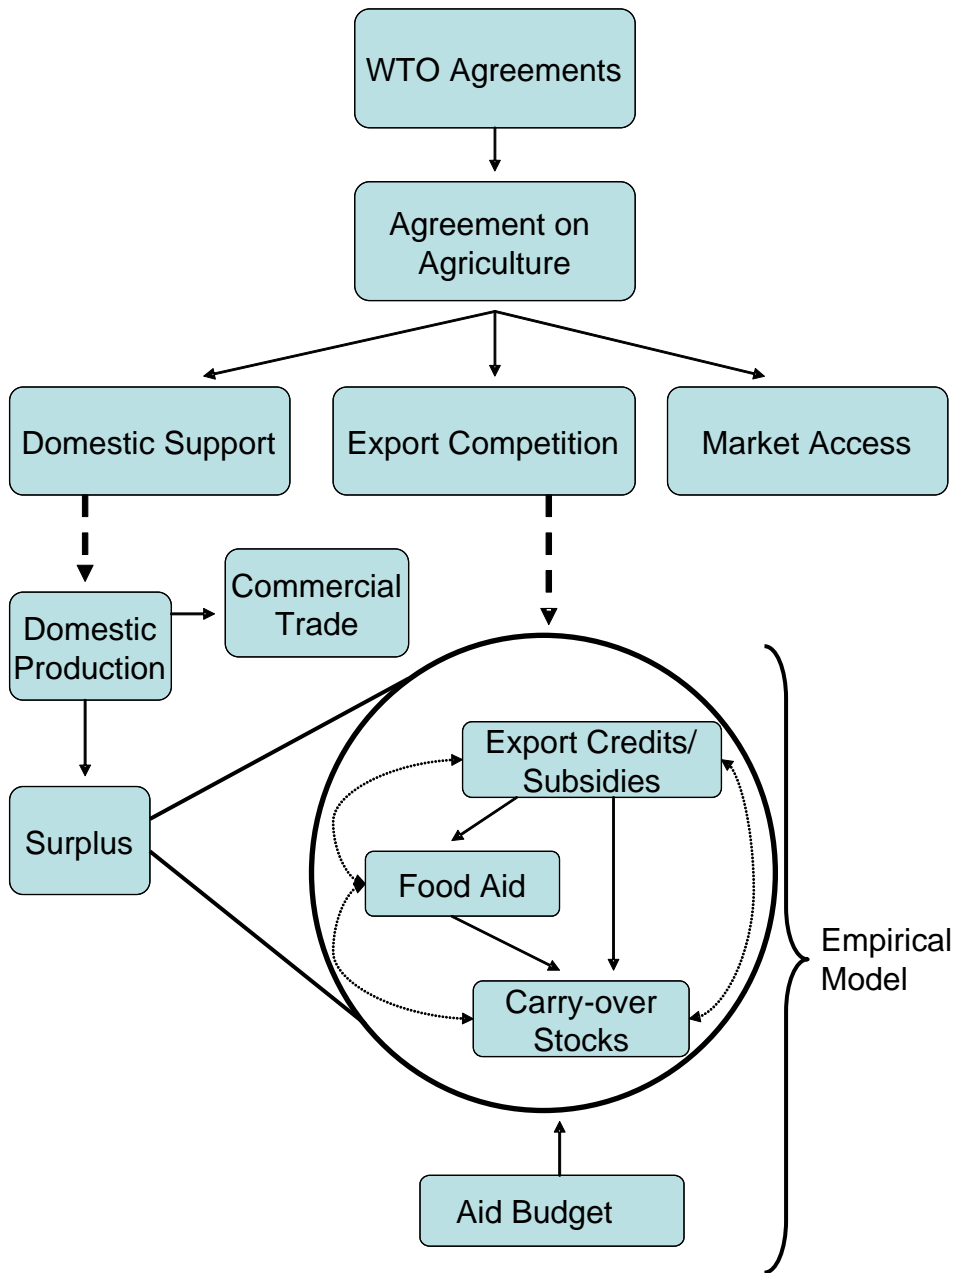 WTO Agreements
Agreement on
Agriculture
Domestic Support
Export Competition
Market Access
Commercial
Trade
Domestic
Production
Export Credits/
Subsidies
Surplus
Food Aid
Empirical
Model
Carry-over
Stocks
Aid Budget